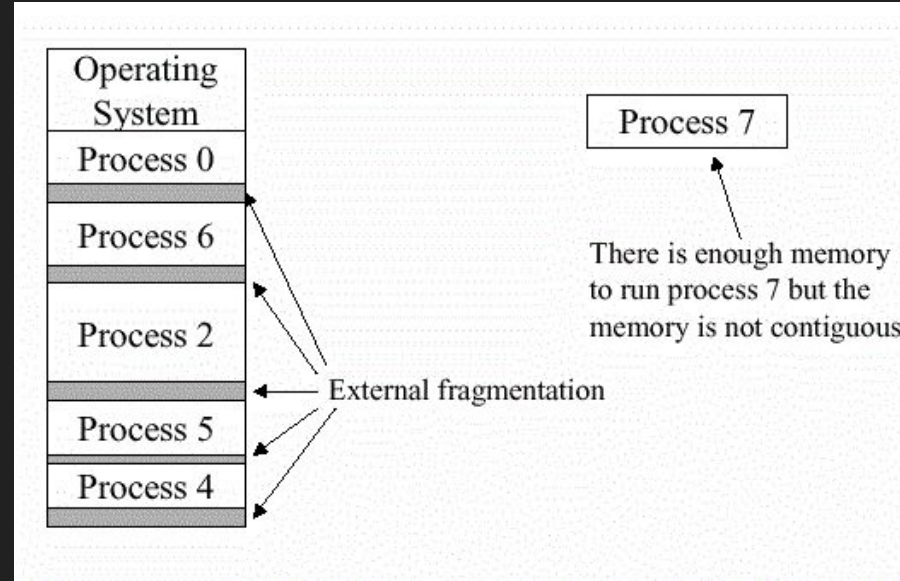 Operating
System
Process 0
Process 6
Process 2
Process 5
Process 4
External fragmentation
Process 7
There is enough memory
to run process 7 but the
memory is not contiguous